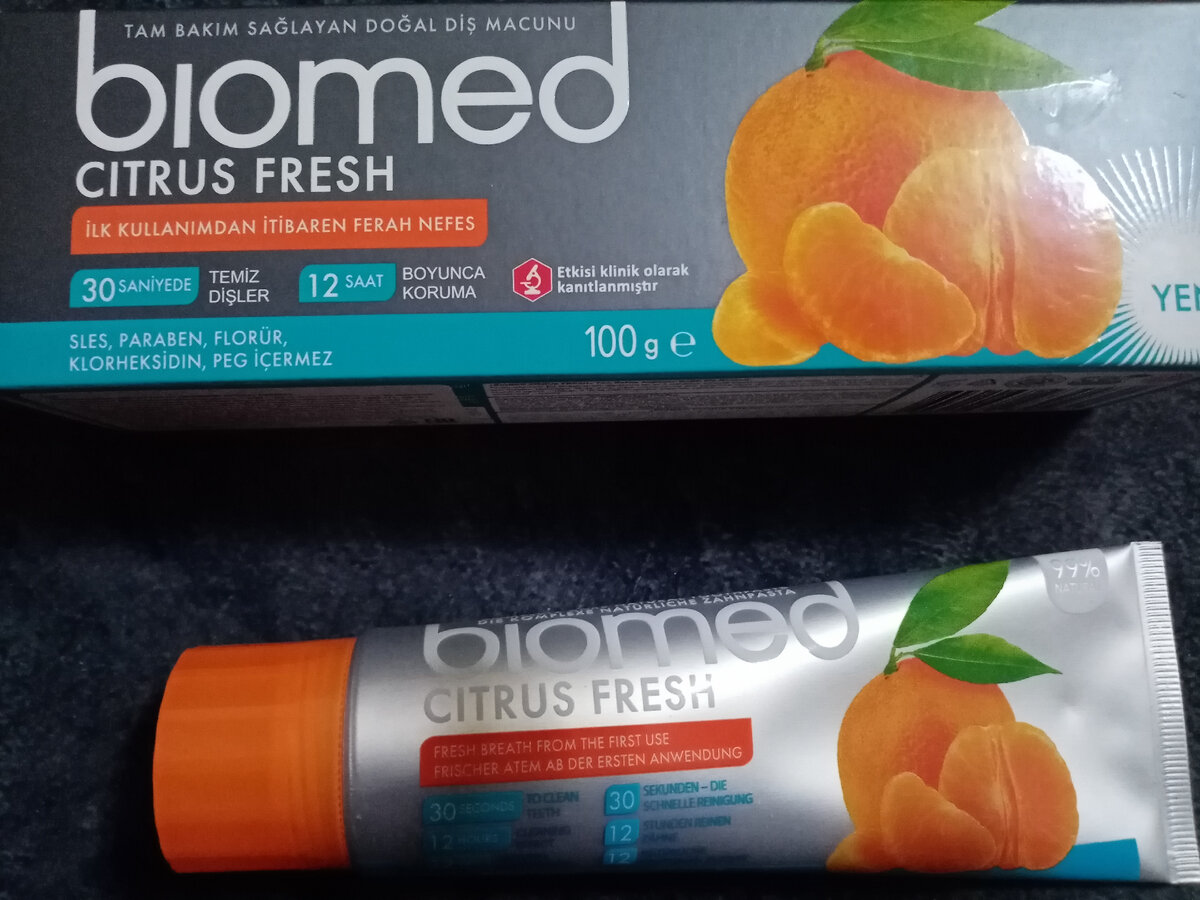 TAM BAKIM SAĞLAYAN DOĞAL DİŞ MACUNU
biomed
CITRUS FRESH
İLK KULLANIMDAN İTİBAREN FERAH NEFES
30 SANİYEDE TEMİZ DİŞLER
12 SAAT BOYUNCA KORUMA
Etkisi klinik olarak
kanıtlanmıştır
SLES, PARABEN, FLORÜR,
KLORHEKSİDİN, PEG İÇERMEZ
100 g ℮
99%
DIE KOMPLEXE NATÜRLICHE ZAHNPASTA
biomed
CITRUS FRESH
FRESH BREATH FROM THE FIRST USE
FRISCHER ATEM AB DER ERSTEN ANWENDUNG
30 SECONDS TO CLEAN TEETH
30 SEKUNDEN – DIE SCHNELLE REINIGUNG
12 HOURS
12 STUNDEN REINEN
12